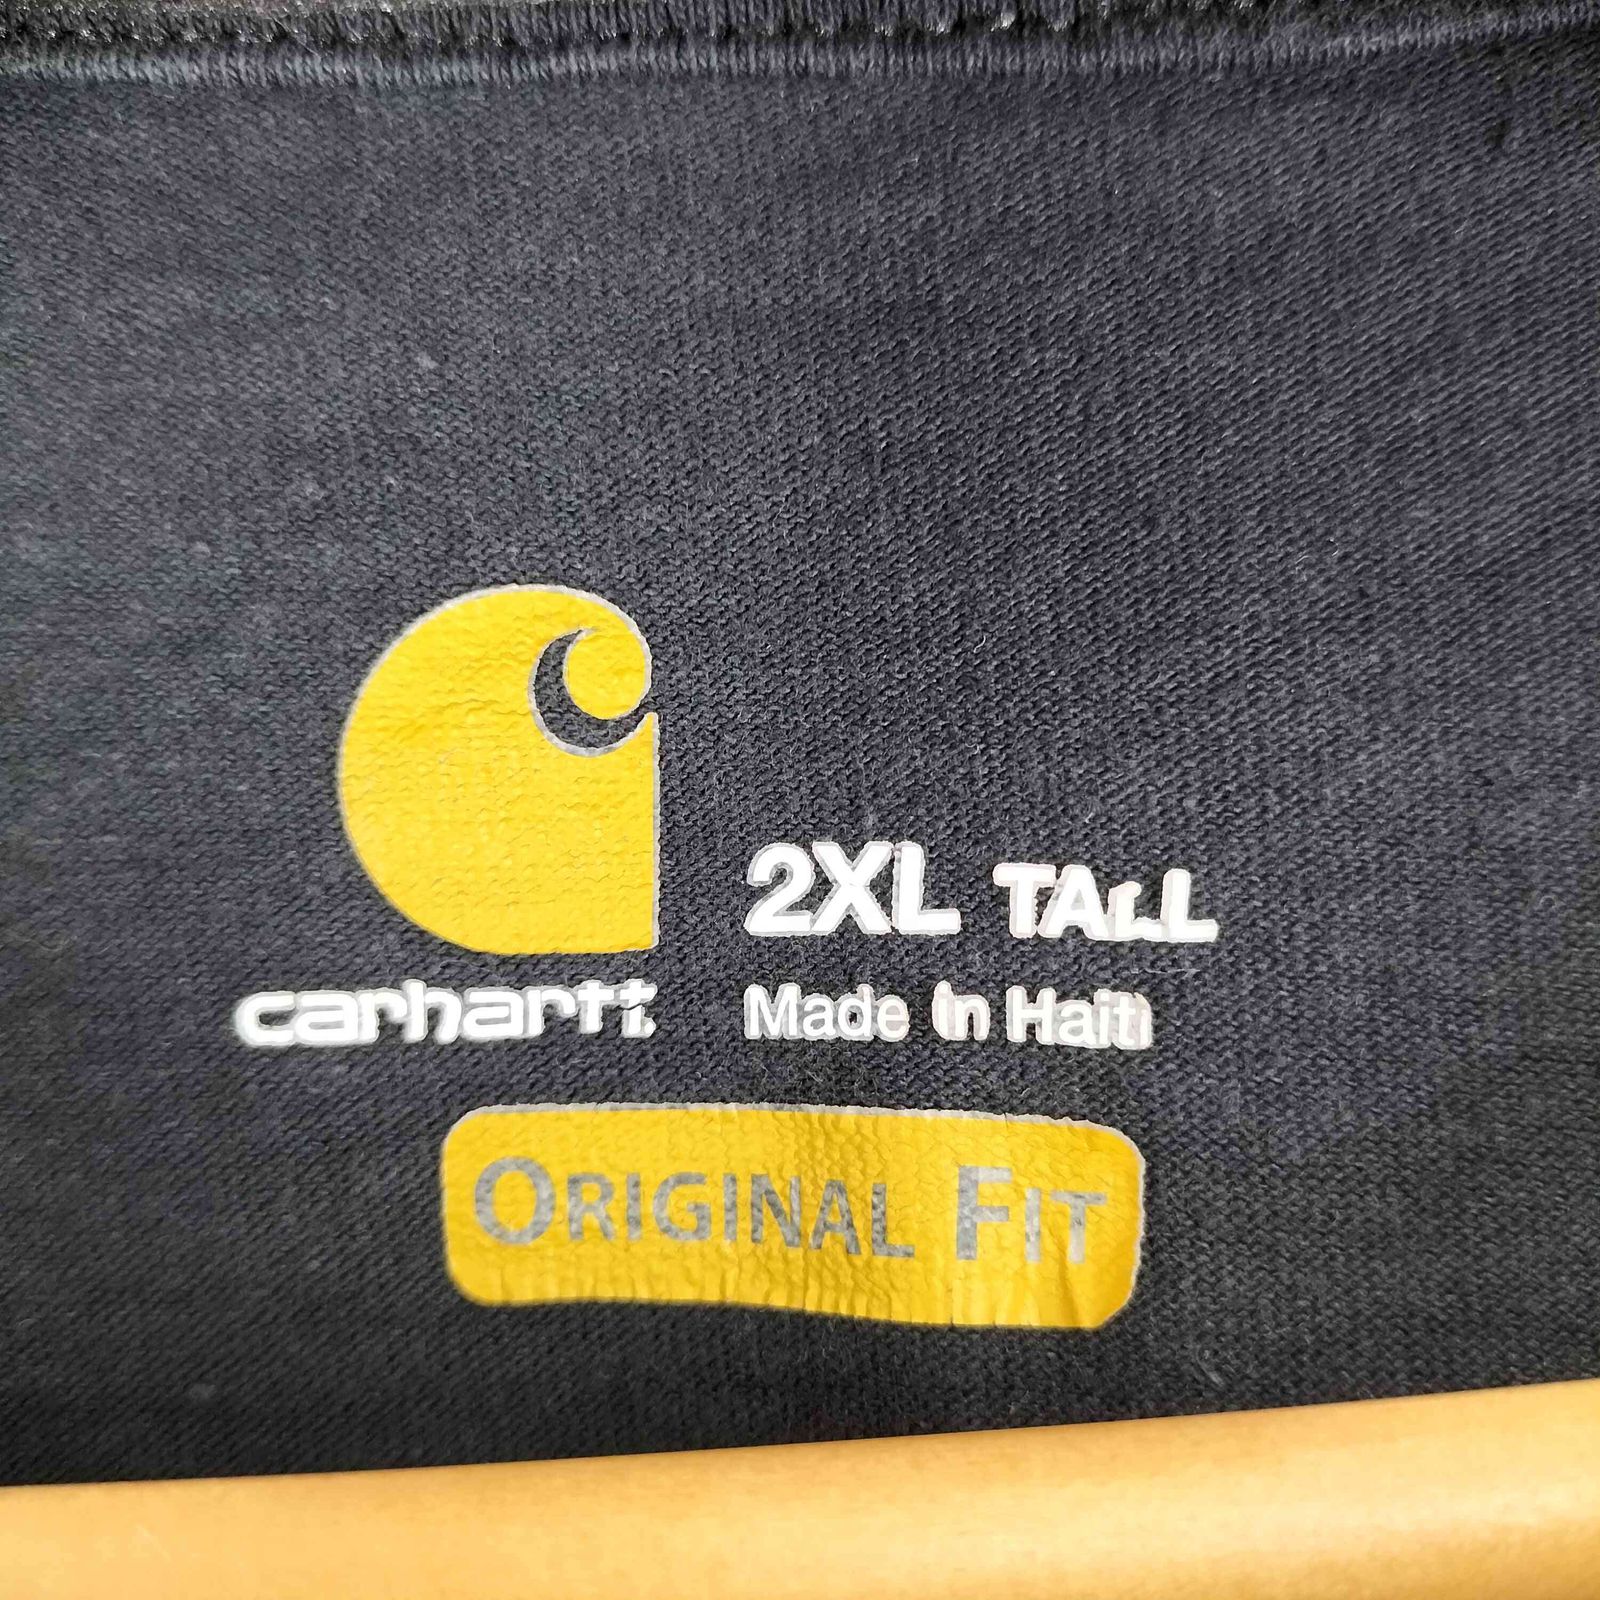 2XL TALL
carhartt
Made in Haiti
ORIGINAL FIT